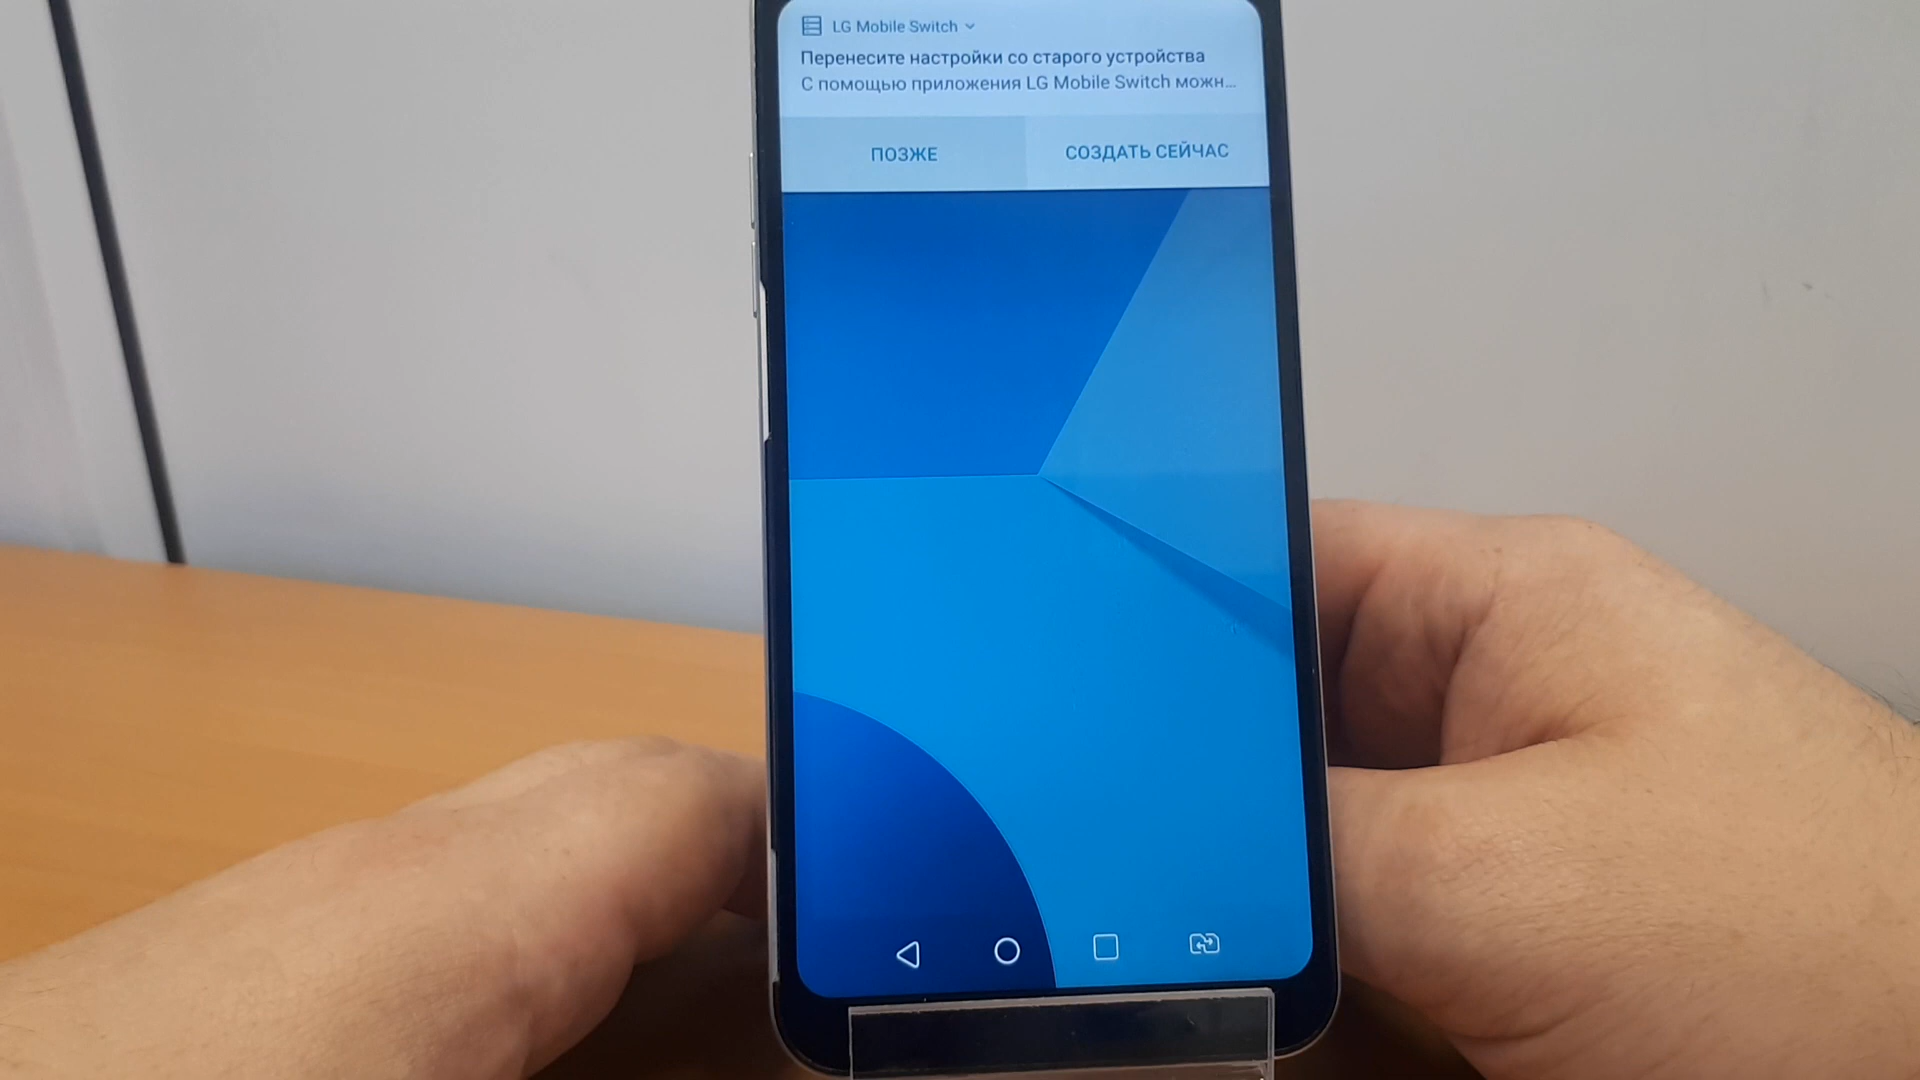 LG Mobile Switch
Перенесите настройки со старого устройства
С помощью приложения LG Mobile Switch можн...
ПОЗЖЕ
СОЗДАТЬ СЕЙЧАС